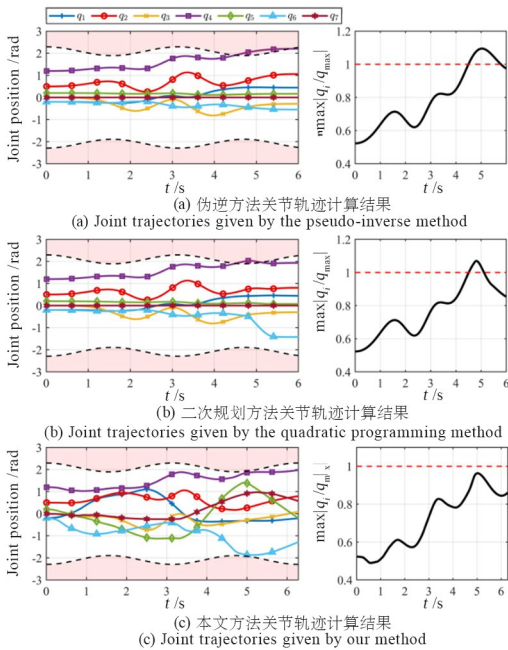 q1 q2 q3 q4 q5 q6 q7
Joint position /rad
3
2
1
0
-1
-2
-3
0 1 2 3 4 5 6
t /s
max|qi/qmax|
1.2
1
0.8
0.6
0.4
0 1 2 3 4 5 6
t /s
(a) 伪逆方法关节轨迹计算结果
(a) Joint trajectories given by the pseudo-inverse method
Joint position /rad
3
2
1
0
-1
-2
-3
0 1 2 3 4 5 6
t /s
max|qi/qmax|
1.2
1
0.8
0.6
0.4
0 1 2 3 4 5 6
t /s
(b) 二次规划方法关节轨迹计算结果
(b) Joint trajectories given by the quadratic programming method
Joint position /rad
3
2
1
0
-1
-2
-3
0 1 2 3 4 5 6
t /s
1
0.8
0.6
0.4
0 1 2 3 4 5 6
t /s
(c) 本文方法关节轨迹计算结果
(c) Joint trajectories given by our method